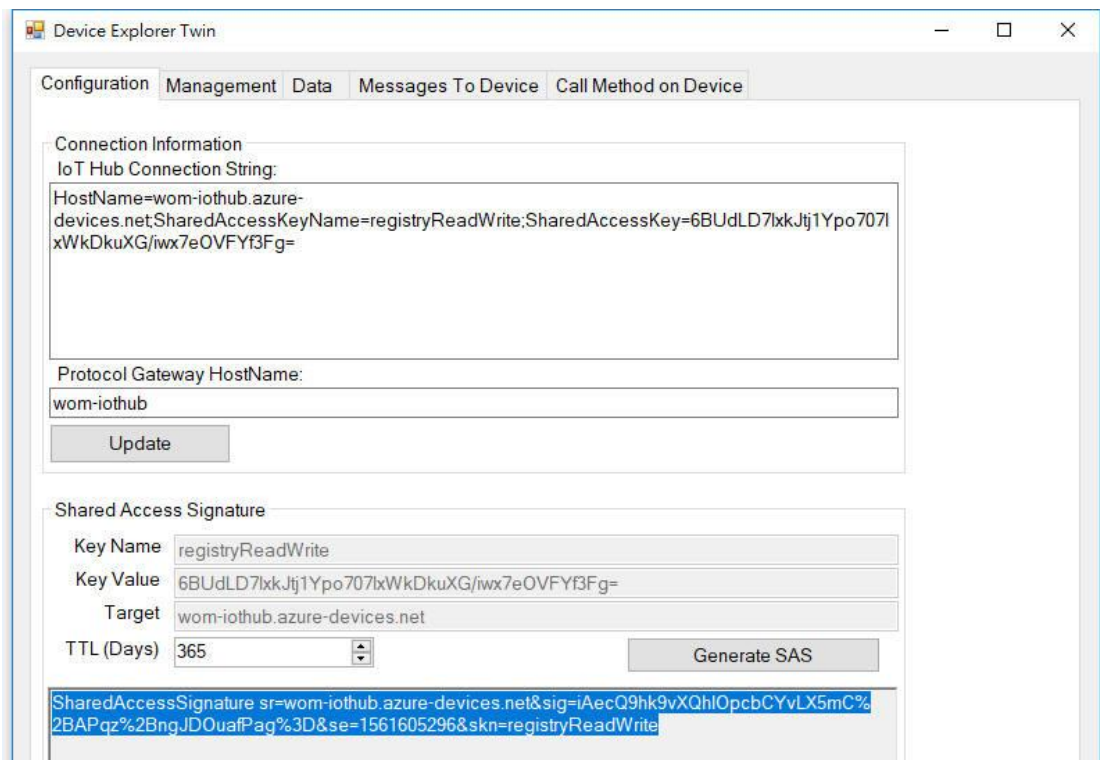 Device Explorer Twin
Configuration Management Data Messages To Device Call Method on Device
Connection Information
IoT Hub Connection String:
HostName=wom-iothub.azure-
devices.net;SharedAccessKeyName=registryReadWrite;SharedAccessKey=6BUdLD7lxkJtj1Ypo707l
xWkDkuXG/iwx7eOVFYf3Fg=
Protocol Gateway HostName:
wom-iothub
Update
Shared Access Signature
Key Name registryReadWrite
Key Value 6BUdLD7lxkJtj1Ypo707lxWkDkuXG/iwx7eOVFYf3Fg=
Target wom-iothub.azure-devices.net
TTL (Days) 365
Generate SAS
SharedAccessSignature sr=wom-iothub.azure-devices.net&sig=iAecQ9hk9vXQhlOpcbCYvLX5mC%
2BAPqz%2BngJDOuafPag%3D&se=1561605296&skn=registryReadWrite